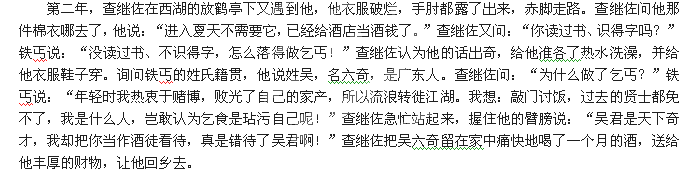 第二年，查继佐在西湖的放鹤亭下又遇到他，他衣服破烂，手肘都露了出来，赤脚走路。查继佐问他那
件棉衣哪去了，他说：“进入夏天不需要它，已经给酒店当酒钱了。”查继佐又问：“你读过书、识得字吗？”
铁丐说：“没读过书、不识得字，怎么落得做乞丐！”查继佐认为他的话出奇，给他准备了热水洗澡，并给
他衣服鞋子穿。询问铁丐的姓氏籍贯，他说姓吴，名六奇，是广东人。查继佐问：“为什么做了乞丐？”铁
丐说：“年轻时我热衷于赌博，败光了自己的家产，所以流浪转徙江湖。我想：敲门讨饭，过去的贤士都免
不了，我是什么人，岂敢认为乞食是玷污自己呢！”查继佐急忙站起来，握住他的臂膀说：“吴君是天下奇
才，我却把你当作酒徒看待，真是错待了吴君啊！”查继佐把吴六奇留在家中痛快地喝了一个月的酒，送给
他丰厚的财物，让他回乡去。